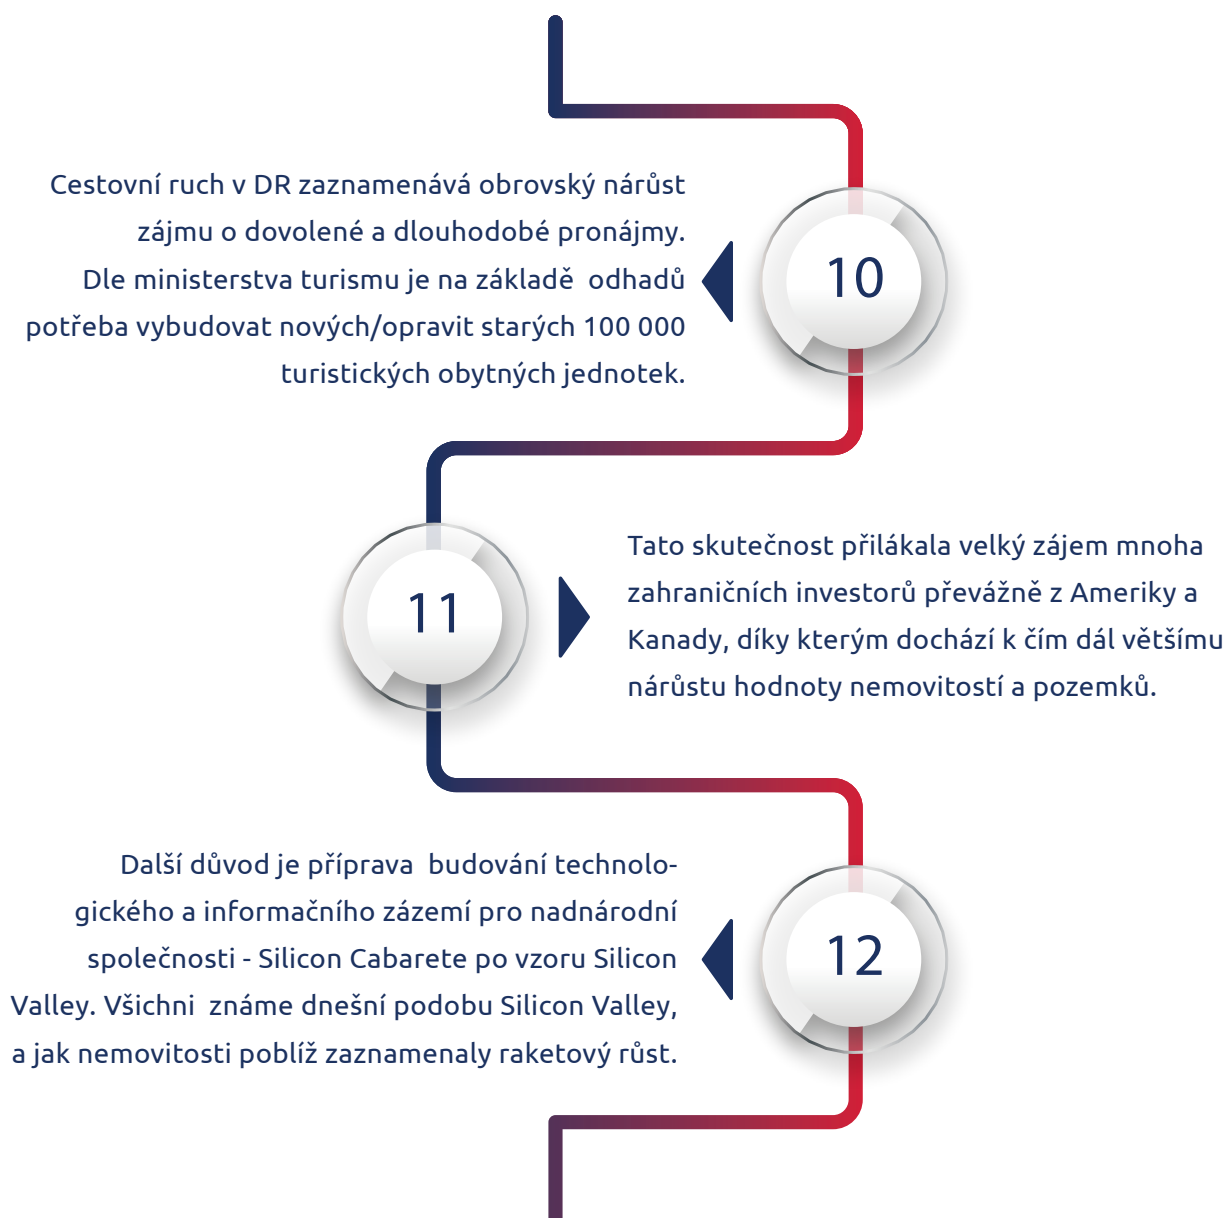 Cestovní ruch v DR zaznamenává obrovský nárůst
zájmu o dovolené a dlouhodobé pronájmy.
Dle ministerstva turismu je na základě  odhadů
potřeba vybudovat nových/opravit starých 100 000
turistických obytných jednotek.
10
11
Tato skutečnost přilákala velký zájem mnoha
zahraničních investorů převážně z Ameriky a
Kanady, díky kterým dochází k čím dál většímu
nárůstu hodnoty nemovitostí a pozemků.
Další důvod je příprava  budování technolo-
gického a informačního zázemí pro nadnárodní
společnosti - Silicon Cabarete po vzoru Silicon
Valley. Všichni  známe dnešní podobu Silicon Valley,
a jak nemovitosti poblíž zaznamenaly raketový růst.
12